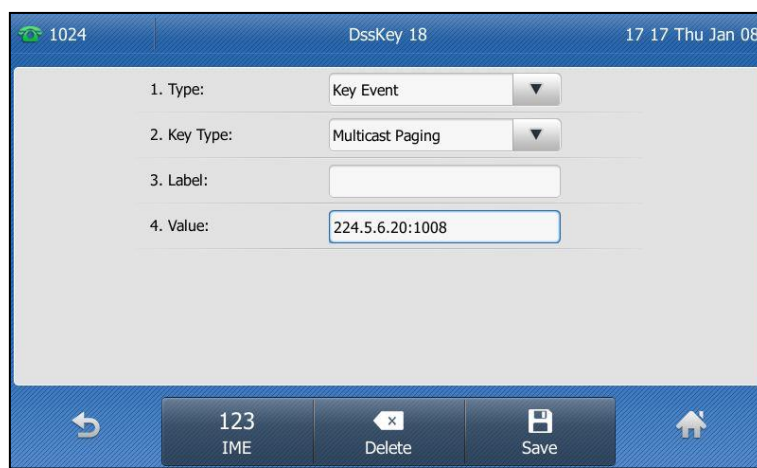 1024 DssKey 18 17 17 Thu Jan 08
1. Type: Key Event
2. Key Type: Multicast Paging
3. Label:
4. Value: 224.5.6.20:1008
123 
IME Delete Save